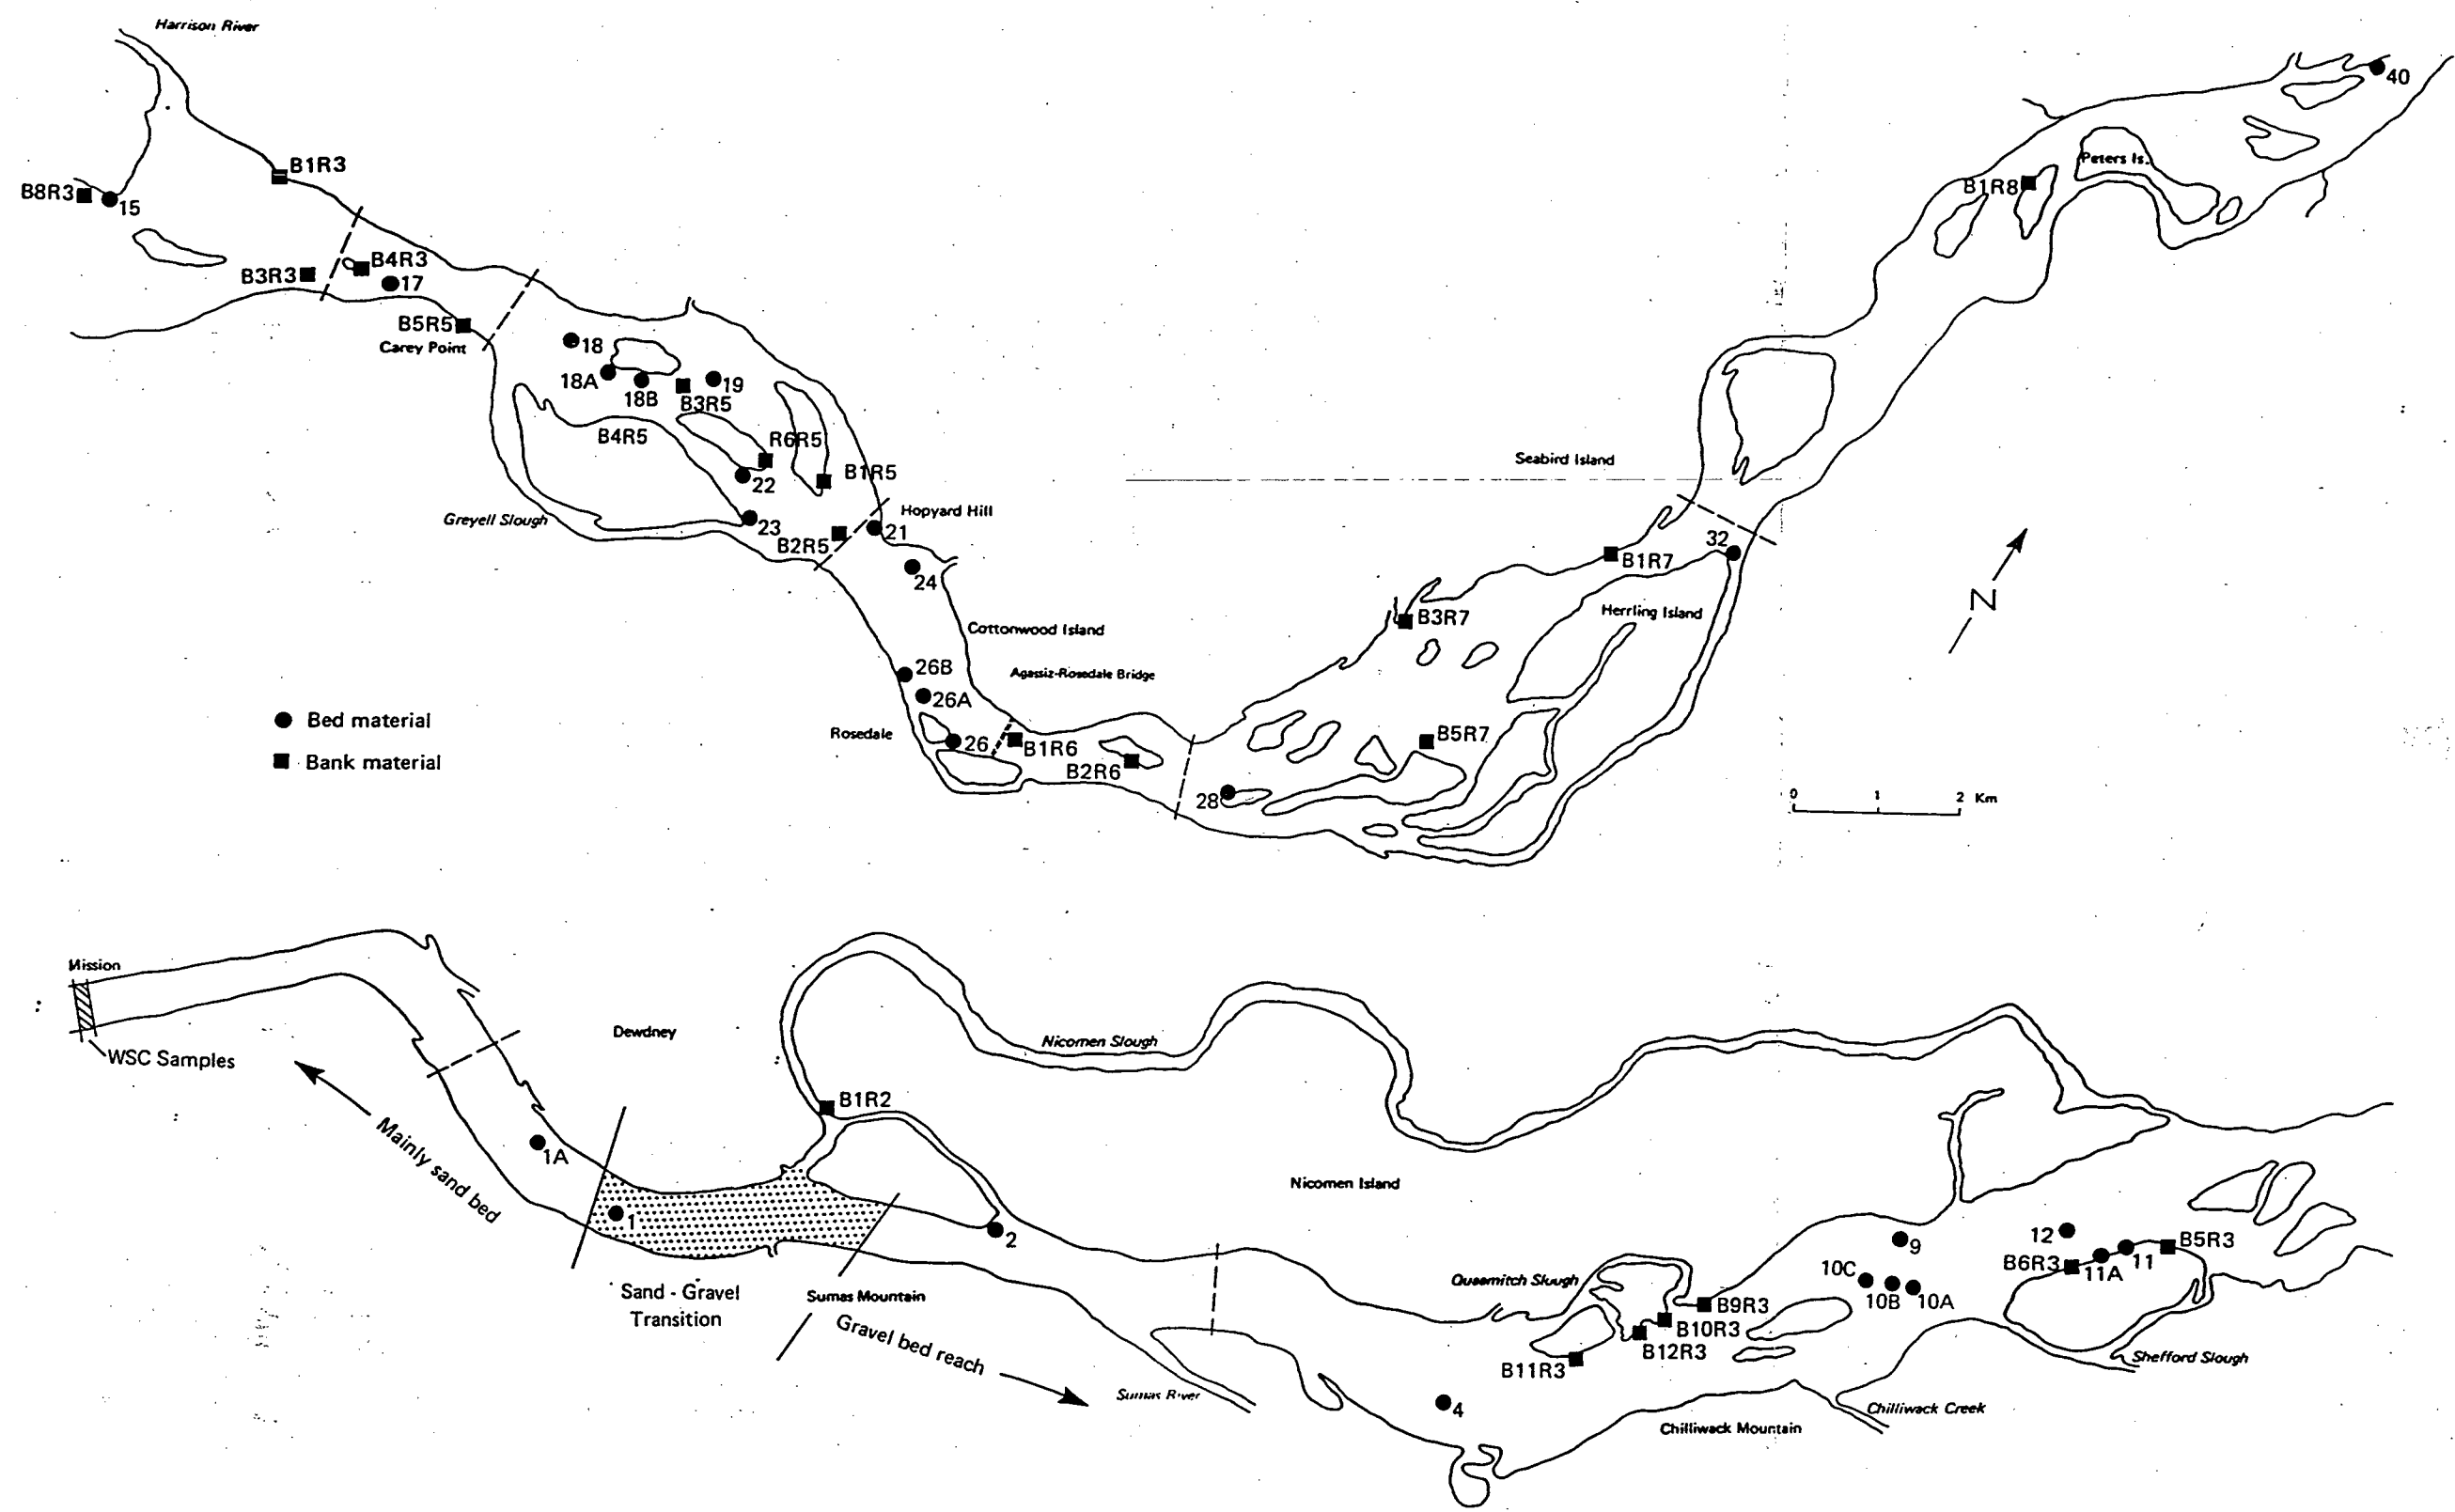 Harrison River
40
Peters Is.
B1R3
B8R3
15
B1R8
B4R3
B3R3
17
B5R5
Carey Point
18
18A
18B
19
B3R5
B4R5
R6R5
B1R5
Seabird Island
22
Greyell Slough
23
Hopyard Hill
B2R5
21
32
B1R7
24
N
Herrling Island
B3R7
Cottonwood Island
26B
Agassiz-Rosedale Bridge
26A
Bed material
Rosedale
26
B1R6
B5R7
Bank material
B2R6
28
0 1 2 Km
Mission
WSC Samples
Dewdney
Nicomen Slough
B1R2
Mainly sand bed
1A
Nicomen Island
1
2
12
9
B5R3
B6R3
11A
11
10C
10B
10A
Sand - Gravel
Transition
Sumas Mountain
Quaamitch Slough
B9R3
B10R3
B12R3
B11R3
Gravel bed reach
Shefford Slough
Sumas River
4
Chilliwack Creek
Chilliwack Mountain